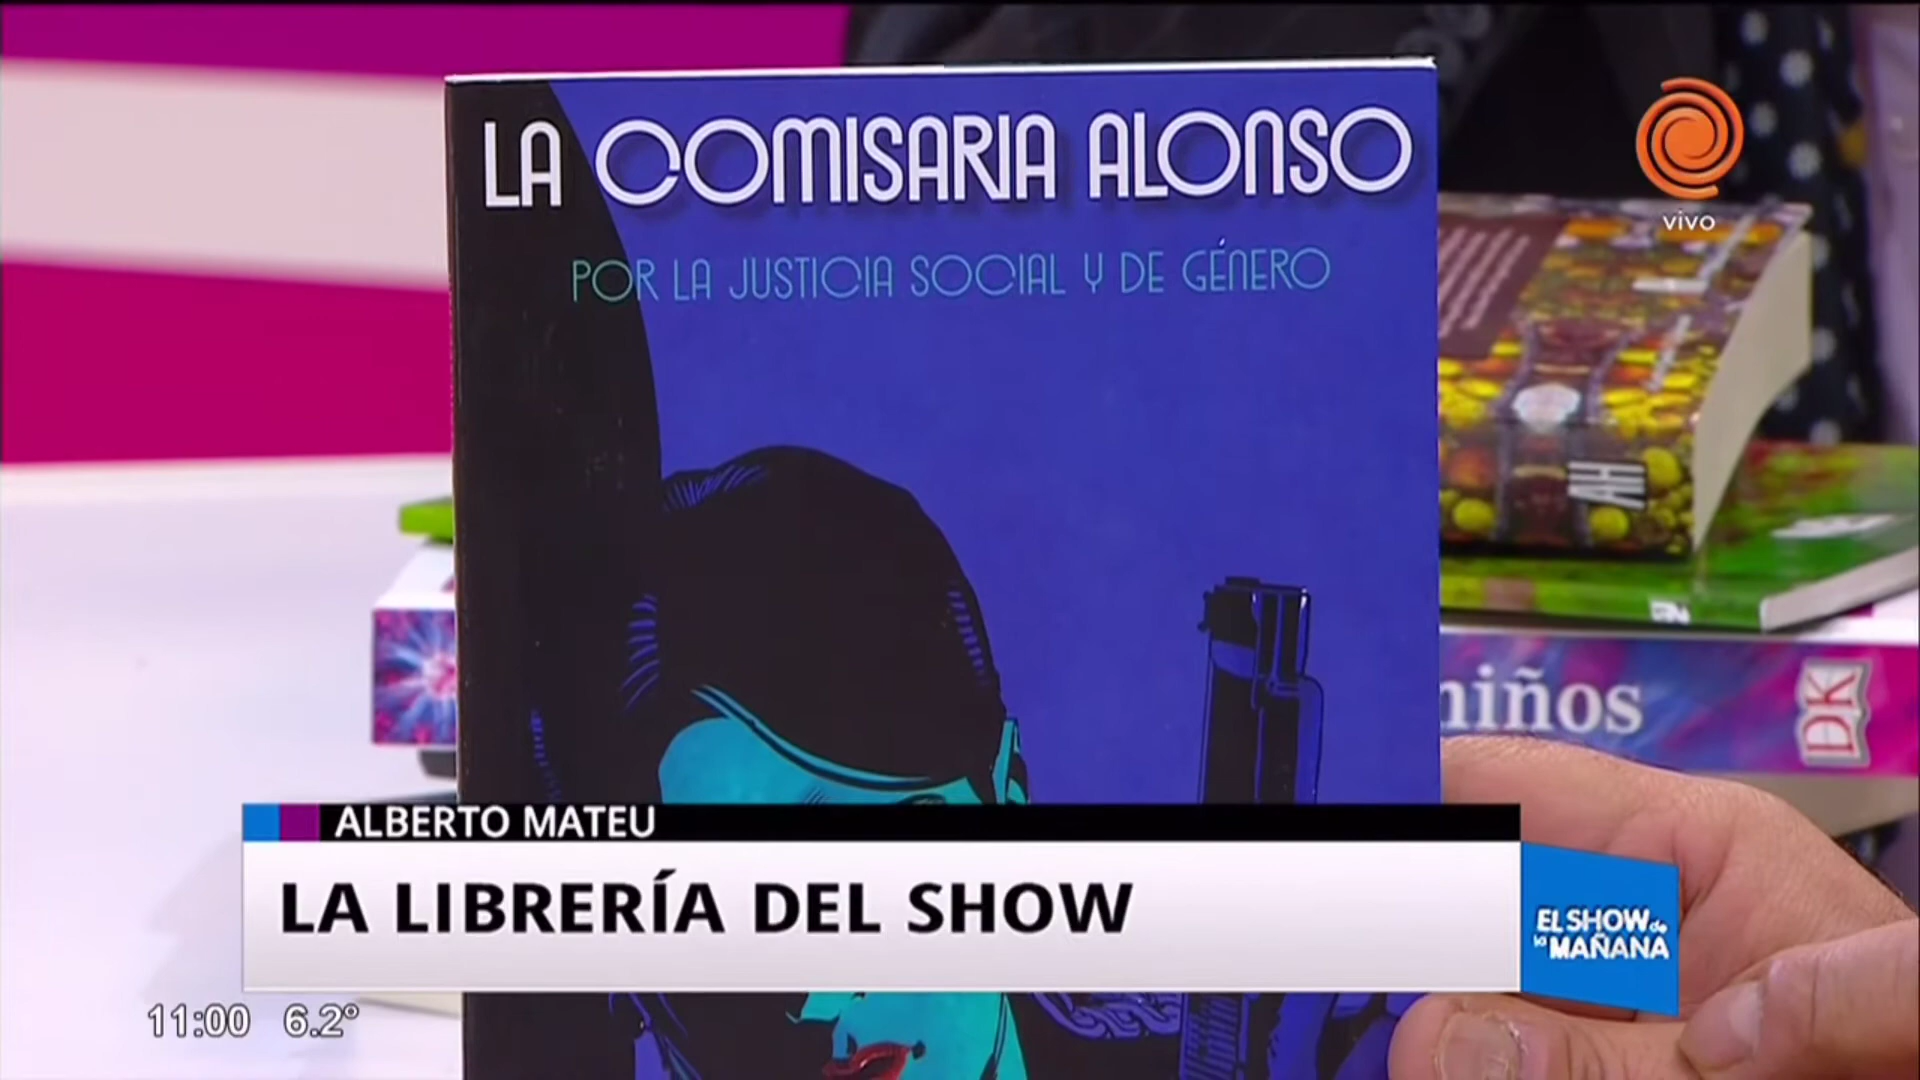 LA COMISARIA ALONSO
POR LA JUSTICIA SOCIAL Y DE GÉNERO
vivo
AH
niños
DK
ALBERTO MATEU
LA LIBRERÍA DEL SHOW
EL SHOW de
la MAÑANA
11:00 6.2°